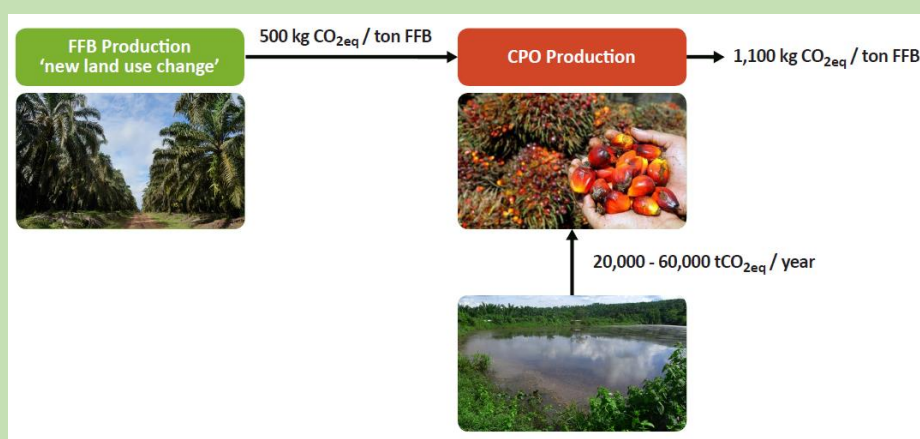 FFB Production
‘new land use change’
500 kg CO2eq / ton FFB
CPO Production
1,100 kg CO2eq / ton FFB
20,000 - 60,000 tCO2eq / year